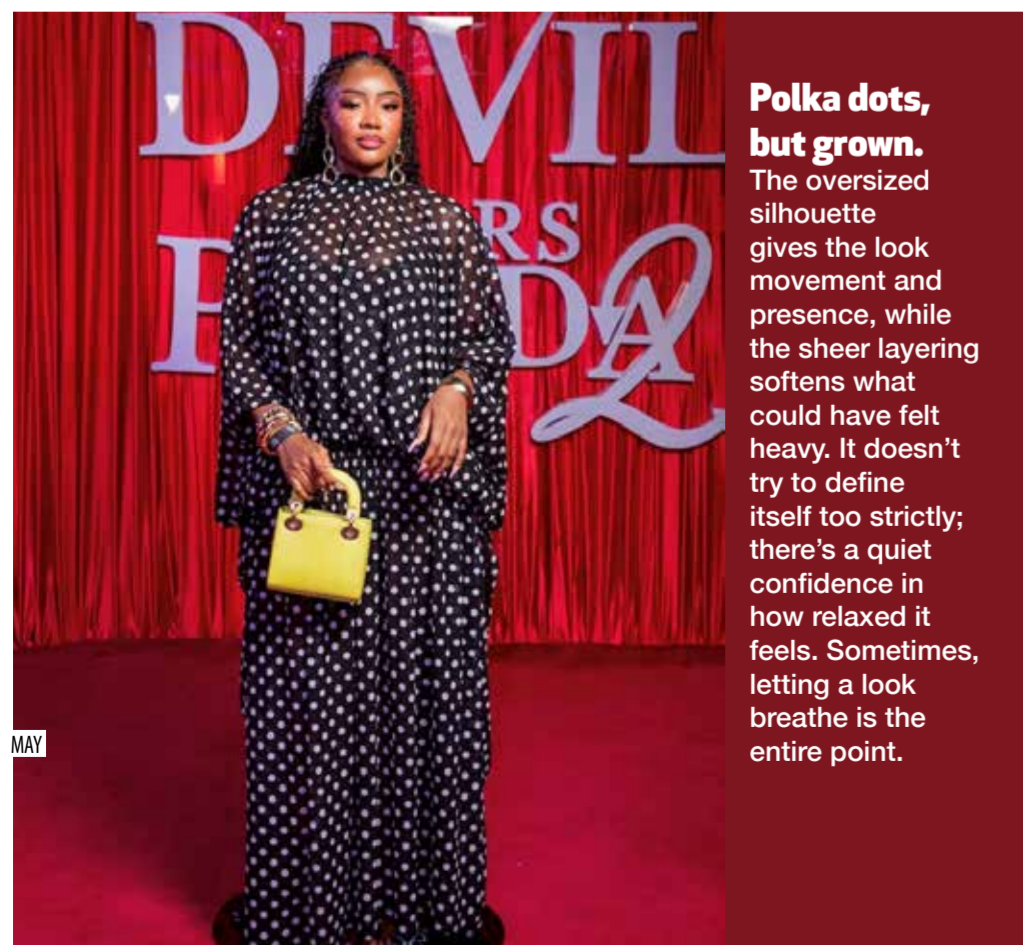 DEVIL
RS
P DA
2
MAY
Polka dots,
but grown.
The oversized
silhouette
gives the look
movement and
presence, while
the sheer layering
softens what
could have felt
heavy. It doesn’t
try to define
itself too strictly;
there’s a quiet
confidence in
how relaxed it
feels. Sometimes,
letting a look
breathe is the
entire point.